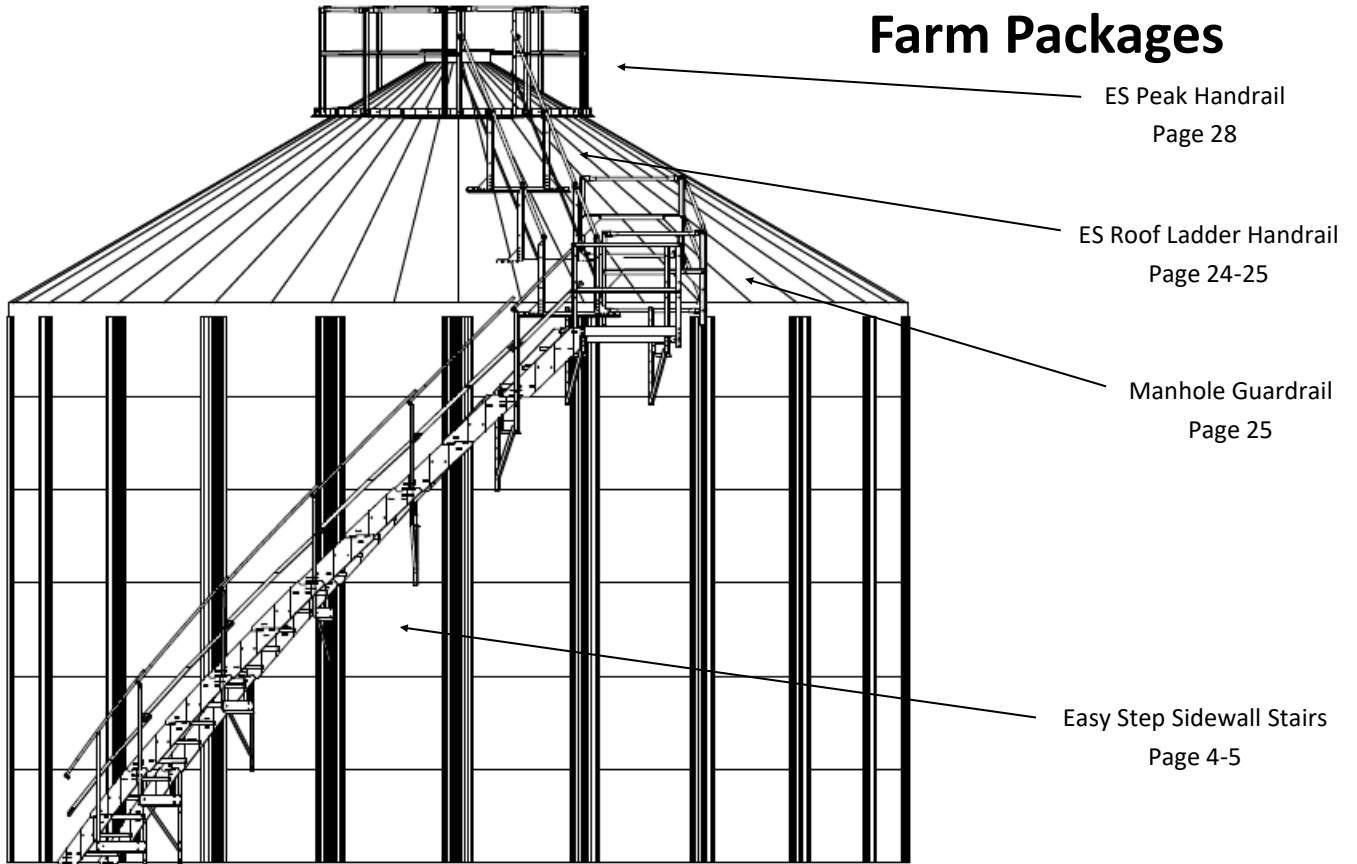 Farm Packages
ES Peak Handrail
Page 28
ES Roof Ladder Handrail
Page 24-25
Manhole Guardrail
Page 25
Easy Step Sidewall Stairs
Page 4-5